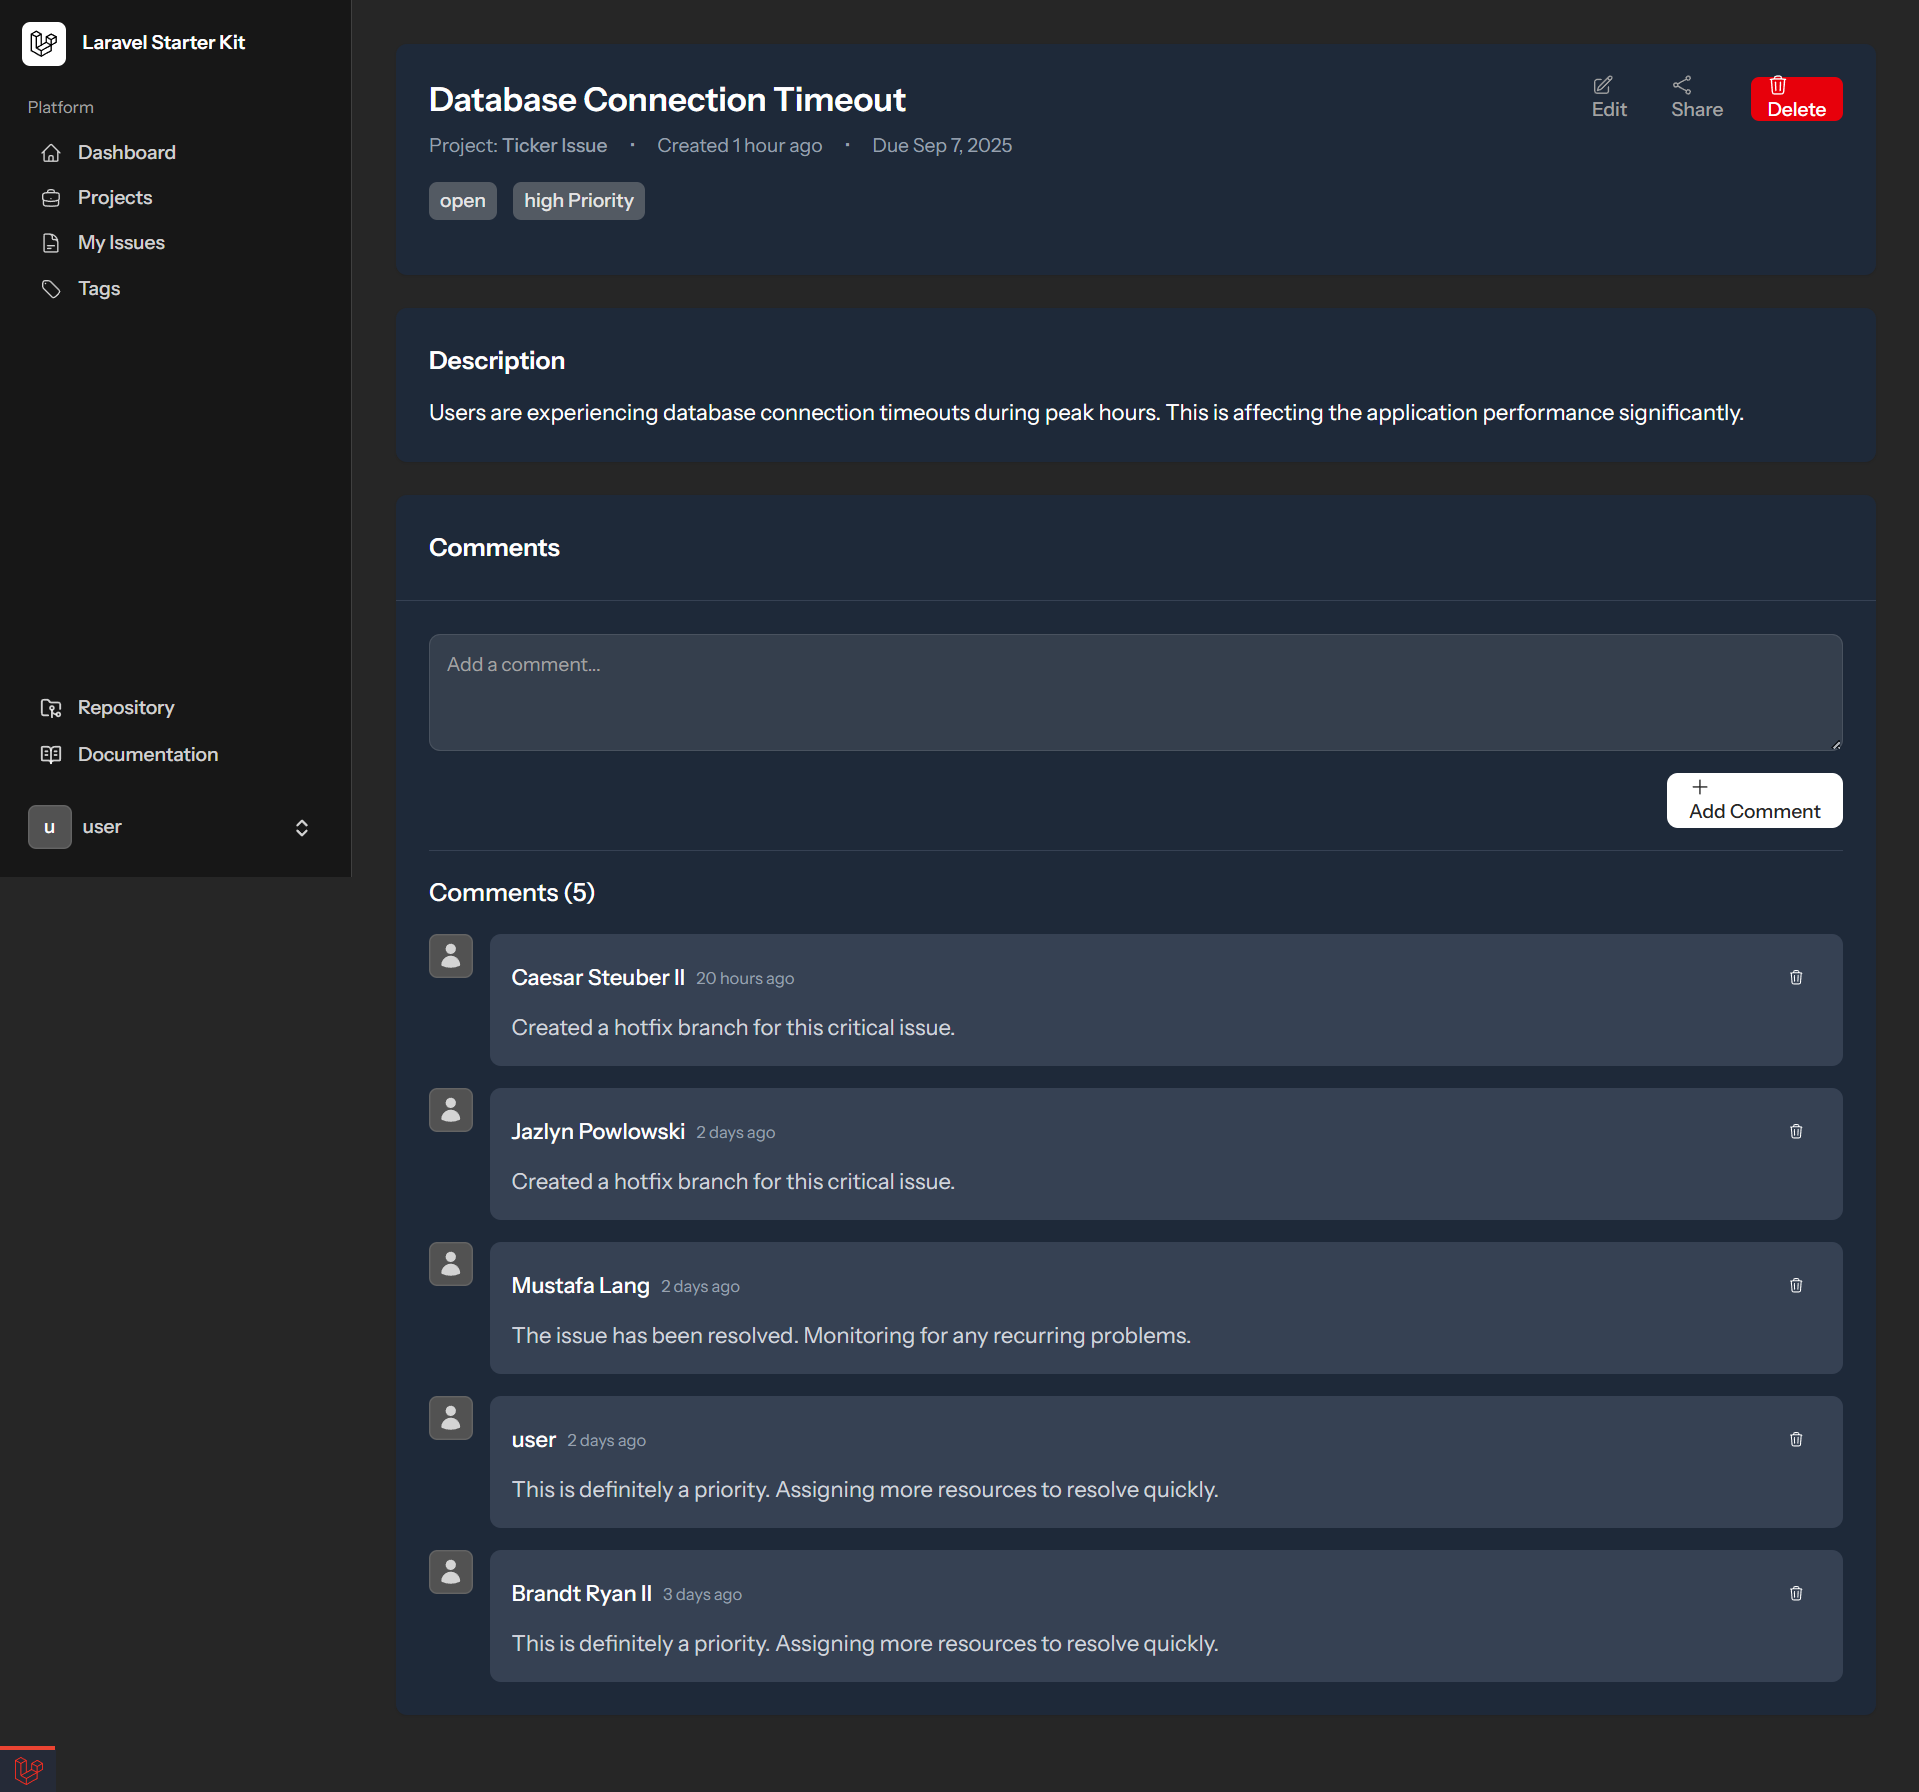 Laravel Starter Kit
Platform
Dashboard
Projects
My Issues
Tags
Repository
Documentation
u user
Database Connection Timeout
Edit Share Delete
Project: Ticker Issue · Created 1 hour ago · Due Sep 7, 2025
open high Priority
Description
Users are experiencing database connection timeouts during peak hours. This is affecting the application performance significantly.
Comments
Add a comment...
Add Comment
Comments (5)
Caesar Steuber II 20 hours ago
Created a hotfix branch for this critical issue.
Jazlyn Powlowski 2 days ago
Created a hotfix branch for this critical issue.
Mustafa Lang 2 days ago
The issue has been resolved. Monitoring for any recurring problems.
user 2 days ago
This is definitely a priority. Assigning more resources to resolve quickly.
Brandt Ryan II 3 days ago
This is definitely a priority. Assigning more resources to resolve quickly.